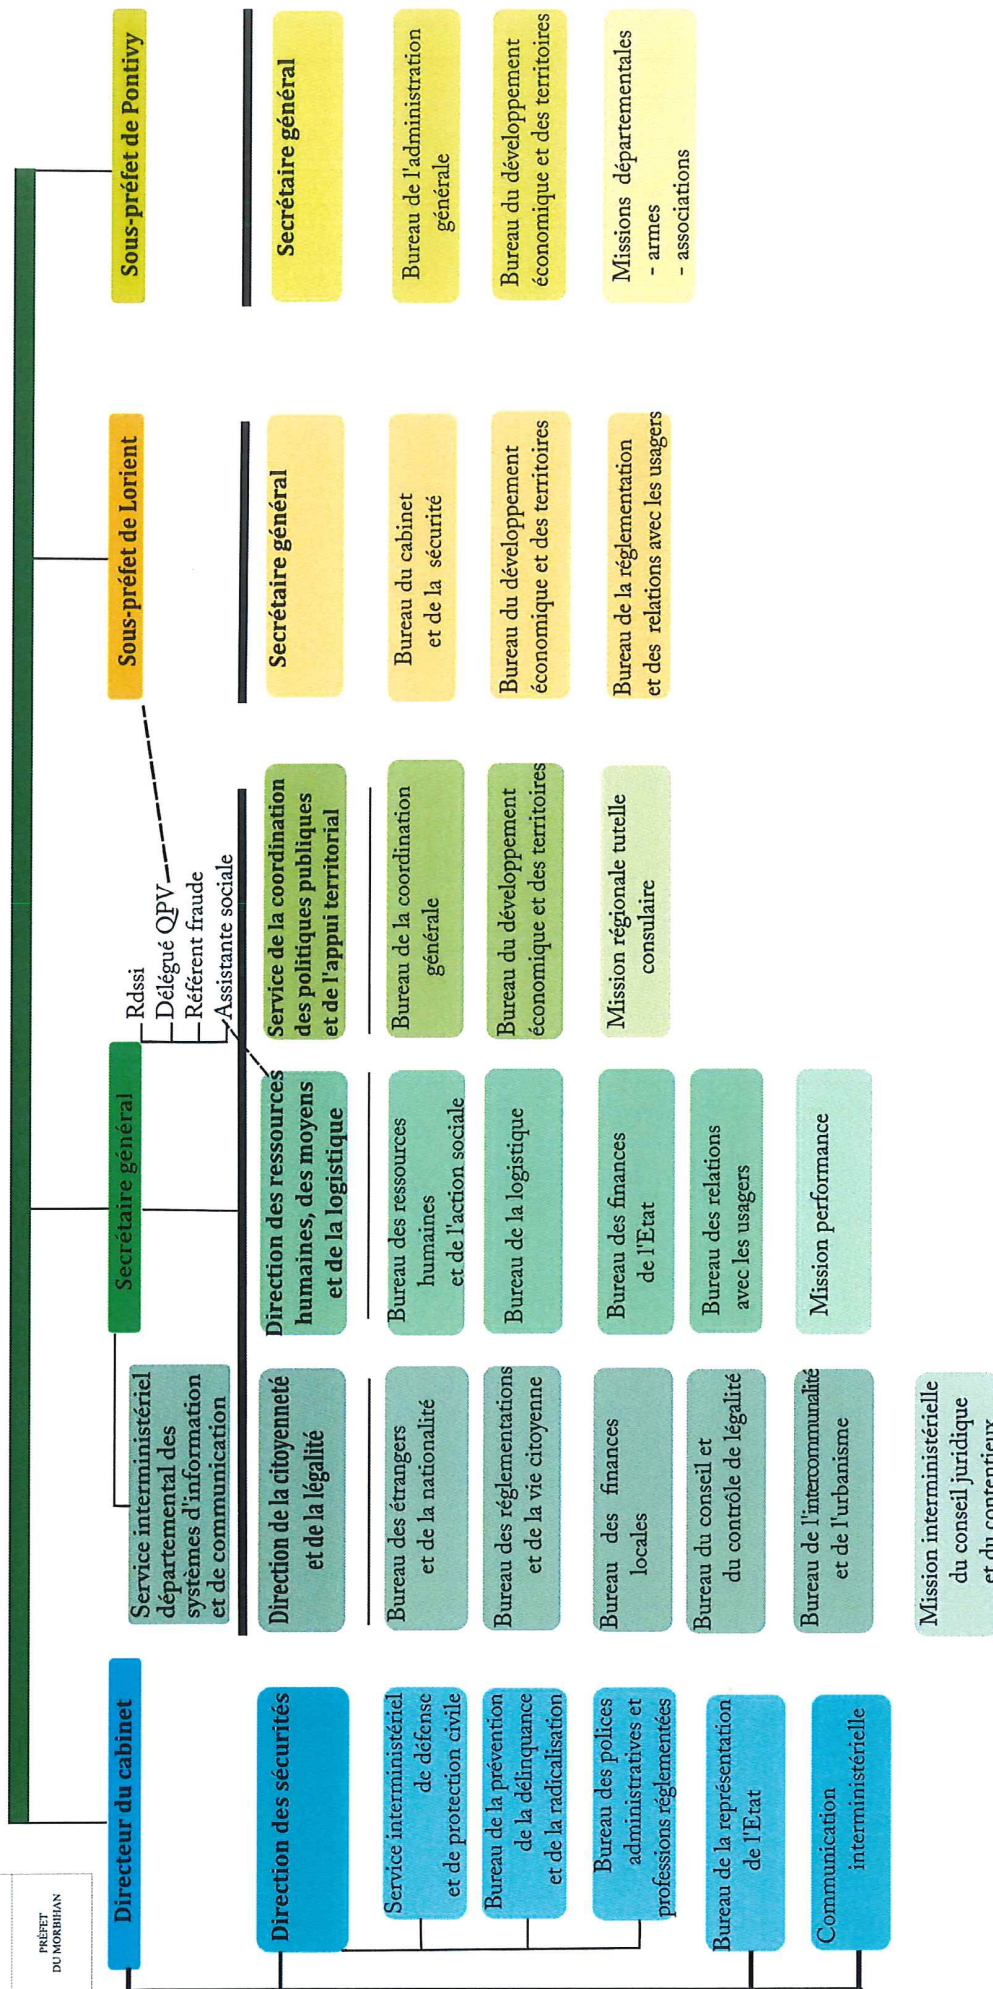 PRÉFET
DU MORBIHAN
Directeur du cabinet
Direction des sécurités
Service interministériel
de défense
et de protection civile
Bureau de la prévention
de la délinquance
et de la radicalisation
Bureau des polices
administratives et
professions réglementées
Bureau de la représentation
de l'Etat
Communication
interministérielle
Secrétaire général
Rdssi
Délégué QPV
Référent fraude
Assistante sociale
Service interministériel
départemental des
systèmes d'information
et de communication
Direction de la citoyenneté
et de la légalité
Bureau des étrangers
et de la nationalité
Bureau des réglementations
et de la vie citoyene
Bureau des finances
locales
Bureau du conseil et
du contrôle de légalité
Bureau de l'intercommunalité
et de l'urbanisme
Mission interministérielle
du conseil juridique
et du contentieux
Direction des ressources
humaines, des moyens
et de la logistique
Bureau des ressources
humaines
et de l'action sociale
Bureau de la logistique
Bureau des finances
de l'Etat
Bureau des relations
avec les usagers
Mission performance
Service de la coordination
des politiques publiques
et de l'appui territorial
Bureau de la coordination
générale
Bureau du développement
économique et des territoires
Mission régionale tutelle
consulaire
Sous-préfet de Lorient
Secrétaire général
Bureau du cabinet
et de la sécurité
Bureau du développement
économique et des territoires
Bureau de la réglementation
et des relations avec les usagers
Sous-préfet de Pontivy
Secrétaire général
Bureau de l'administration
générale
Bureau du développement
économique et des territoires
Missions départementales
- armes
- associations